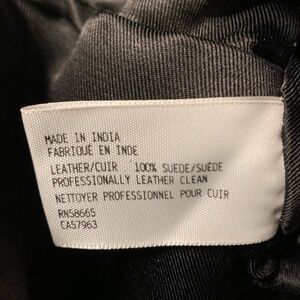 MADE IN INDIA
FABRIQUÉ EN INDE
LEATHER/CUIR 100% SUEDE/SUÉDE
PROFESSIONALLY LEATHER CLEAN
NETTOYER PROFESSIONNEL POUR CUIR
RN58665
CA57963